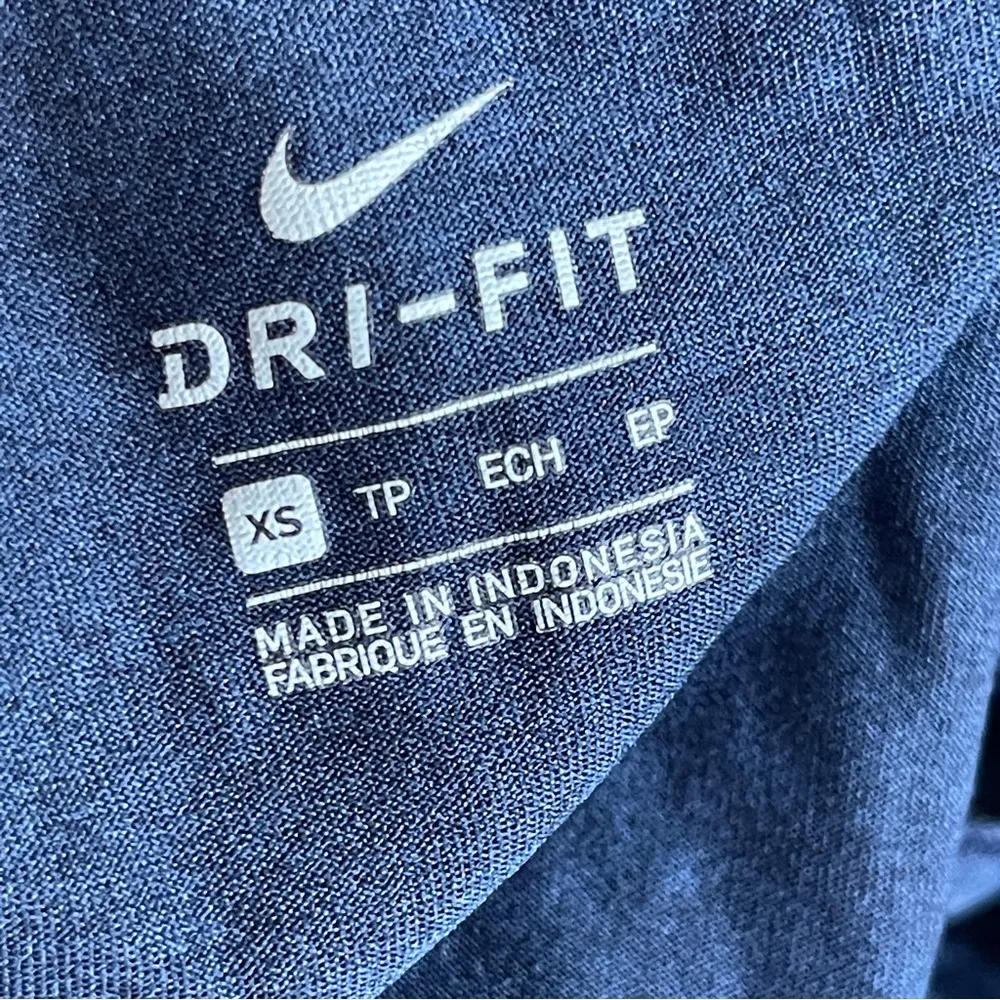 DRI-FIT
XS TP ECH EP
MADE IN INDONESIA
FABRIQUE EN INDONESIE